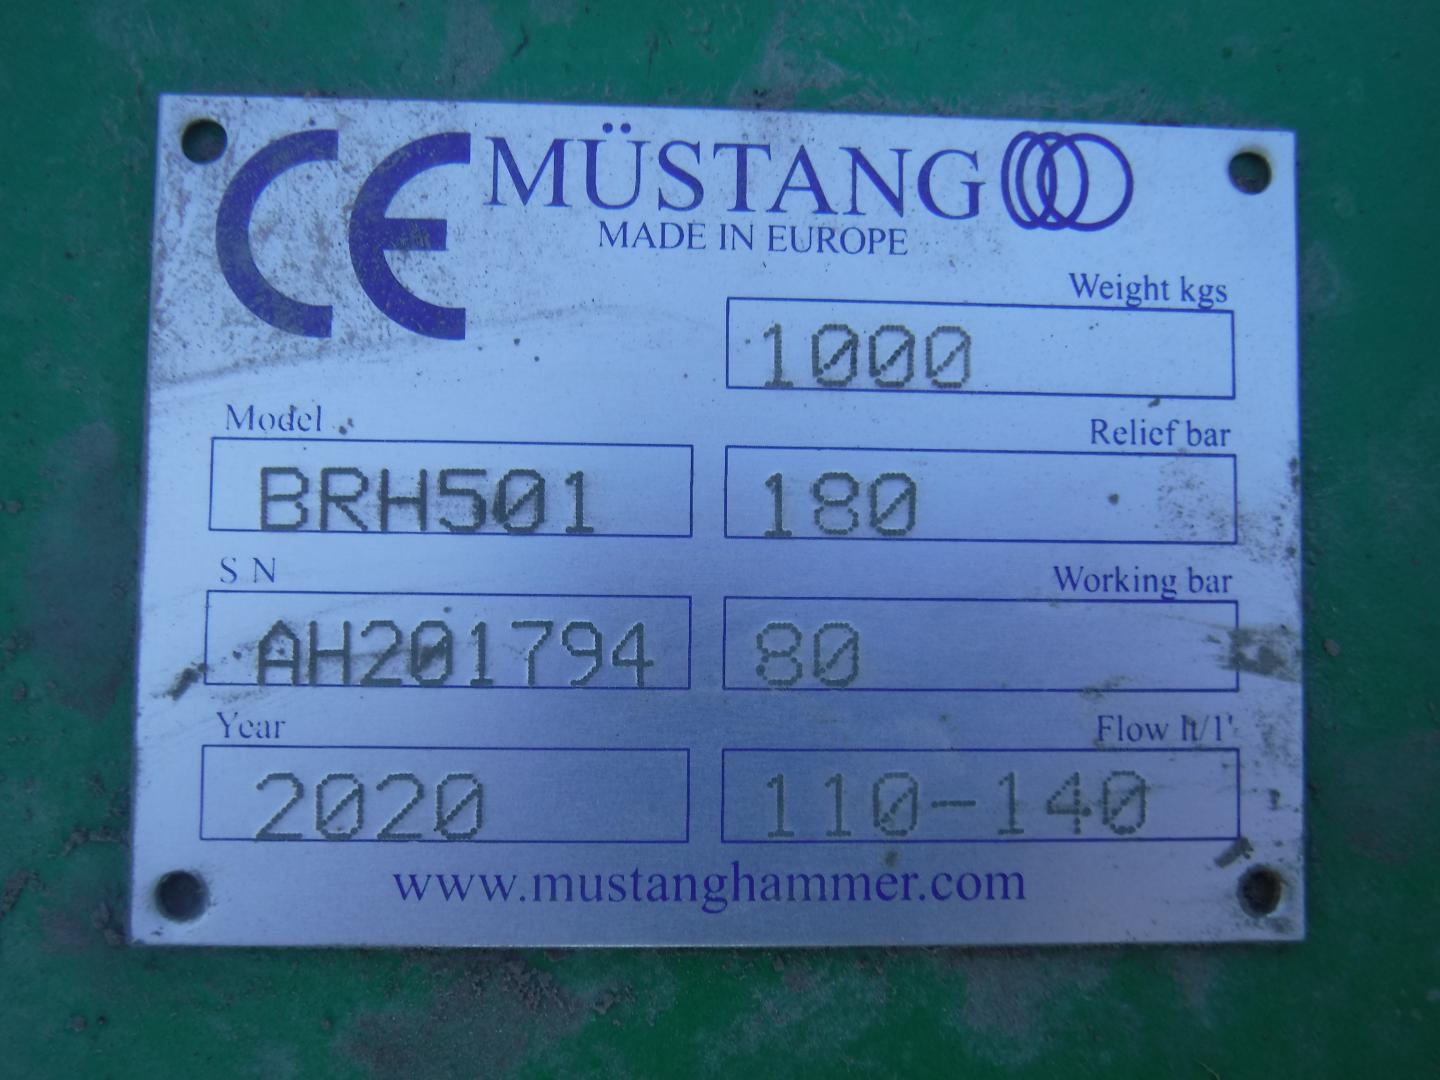 CE MÜSTANG
MADE IN EUROPE
Weight kgs
1000
Model
BRH501
Relief bar
180
S N
AH201794
Working bar
80
Year
2020
Flow lt/1'
110-140
www.mustanghammer.com